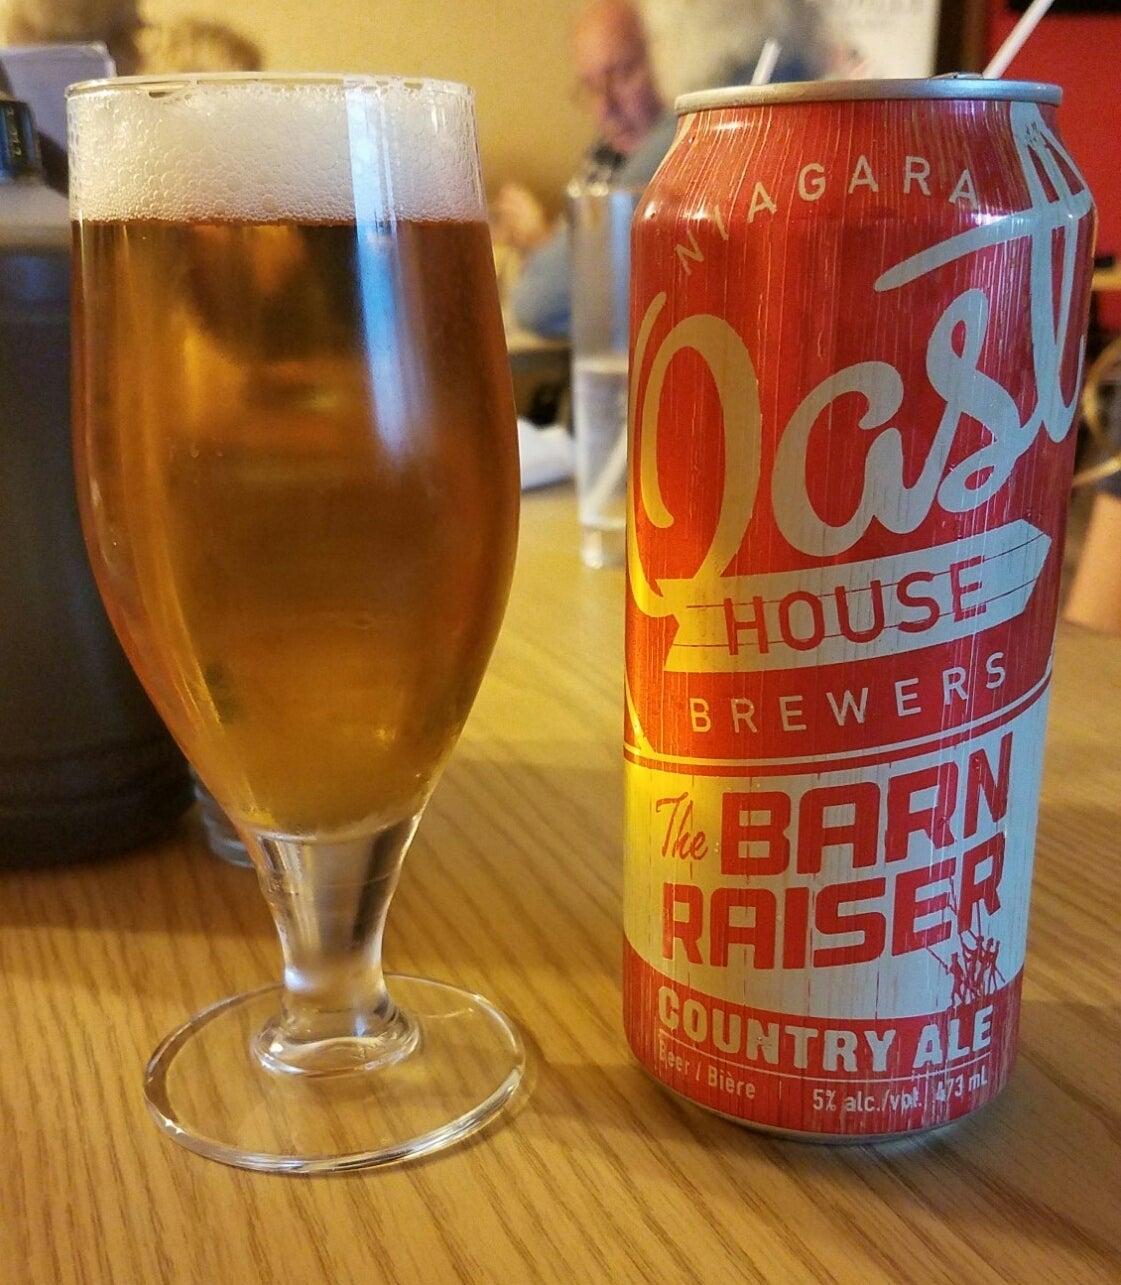 NIAGARA
Oast
HOUSE
BREWERS
The BARN
RAISER
COUNTRY ALE
Beer / Bière 5% alc./vol. 473 mL